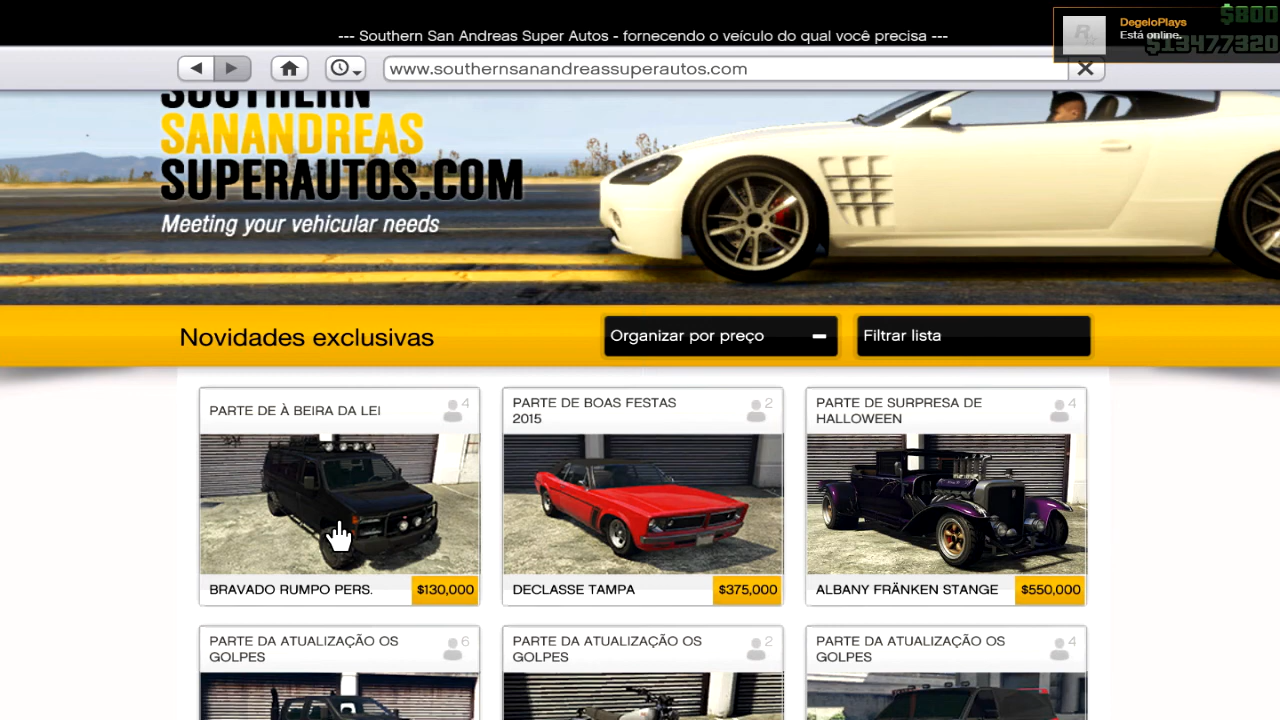 --- Southern San Andreas Super Autos - fornecendo o veículo do qual você precisa ---
DegeloPlays
Está online.
$800
$13477320
www.southernsanandreassuperautos.com
SOUTHERN
SANANDREAS
SUPERAUTOS.COM
Meeting your vehicular needs
Novidades exclusivas
Organizar por preço
Filtrar lista
PARTE DE À BEIRA DA LEI
4
PARTE DE BOAS FESTAS
2015
2
PARTE DE SURPRESA DE
HALLOWEEN
4
BRAVADO RUMPO PERS.
$130,000
DECLASSE TAMPA
$375,000
ALBANY FRÄNKEN STANGE
$550,000
PARTE DA ATUALIZAÇÃO OS
GOLPES
6
PARTE DA ATUALIZAÇÃO OS
GOLPES
2
PARTE DA ATUALIZAÇÃO OS
GOLPES
4